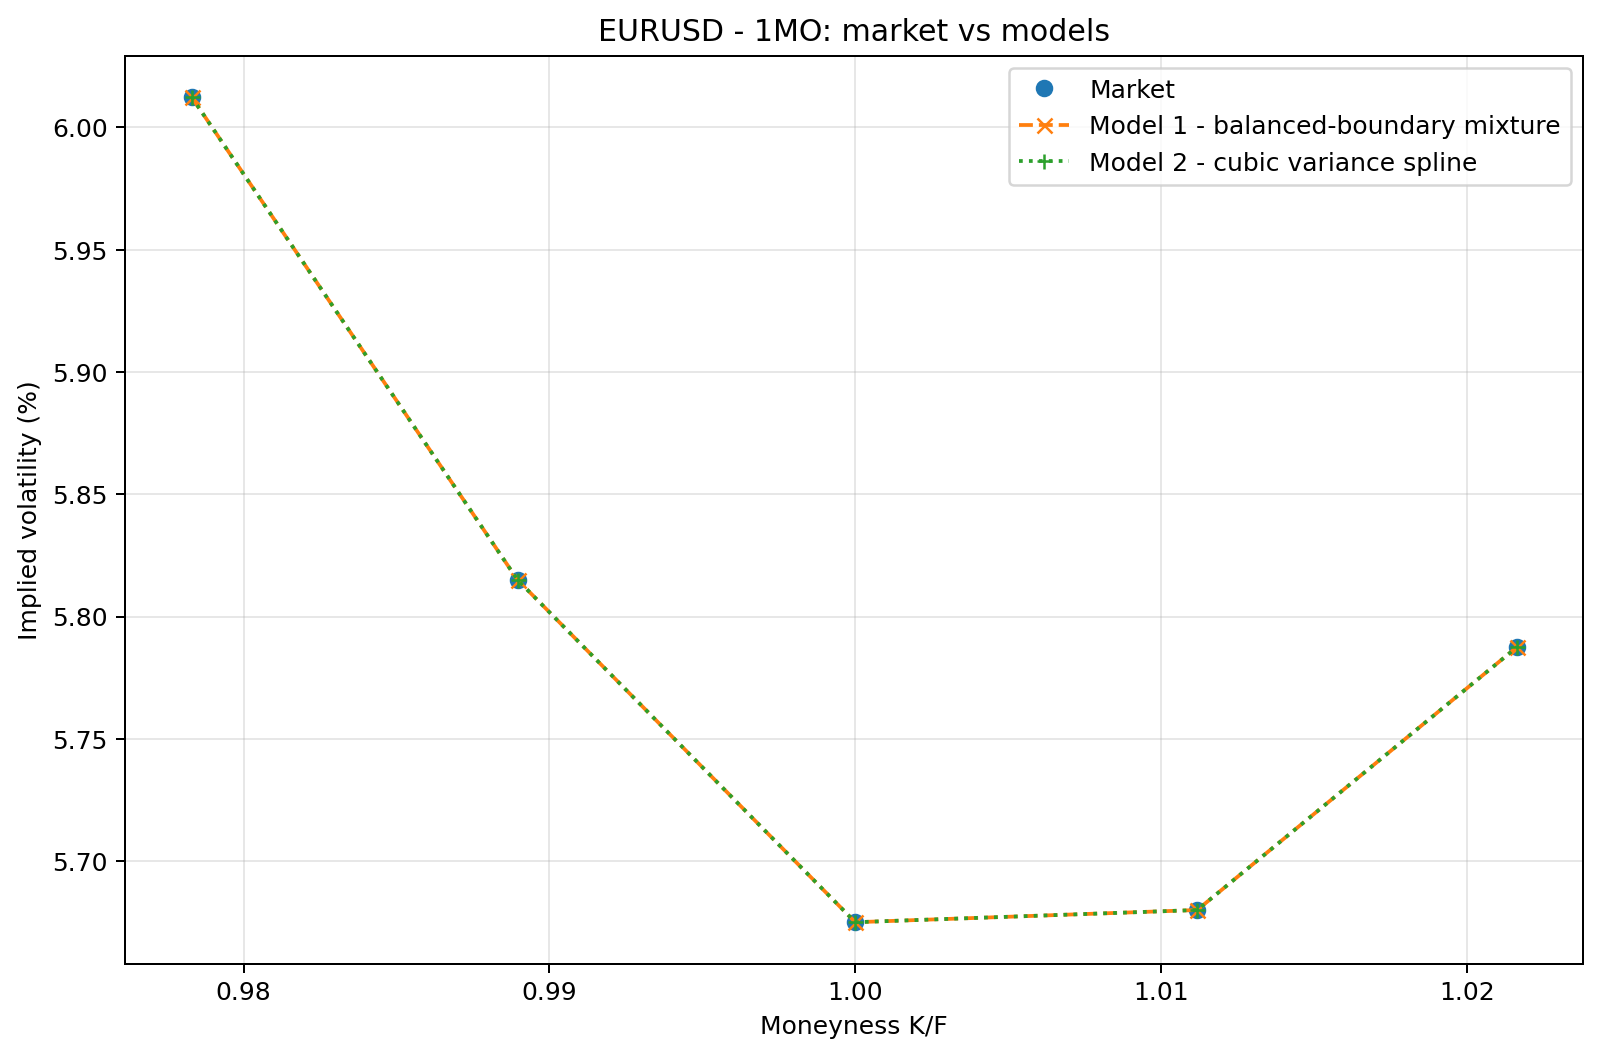 EURUSD - 1MO: market vs models
Market
Model 1 - balanced-boundary mixture
Model 2 - cubic variance spline
Implied volatility (%)
6.00
5.95
5.90
5.85
5.80
5.75
5.70
0.98
0.99
1.00
1.01
1.02
Moneyness K/F